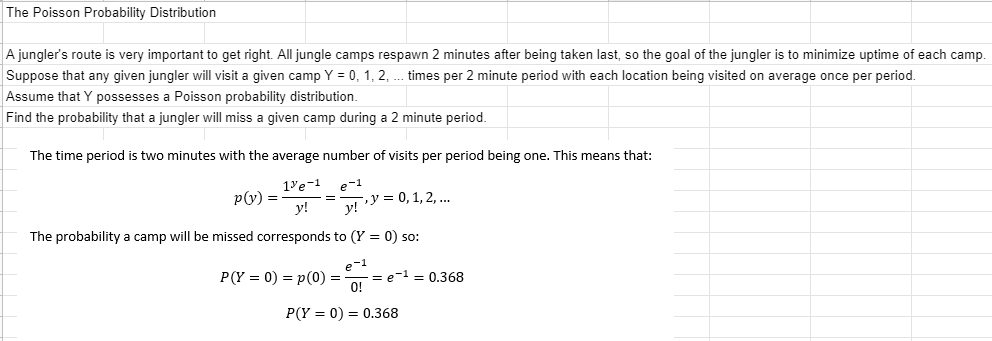 The Poisson Probability Distribution
A jungler's route is very important to get right. All jungle camps respawn 2 minutes after being taken last, so the goal of the jungler is to minimize uptime of each camp.
Suppose that any given jungler will visit a given camp Y = 0, 1, 2, ... times per 2 minute period with each location being visited on average once per period.
Assume that Y possesses a Poisson probability distribution.
Find the probability that a jungler will miss a given camp during a 2 minute period.
The time period is two minutes with the average number of visits per period being one. This means that:
p(y) = \frac{1^y e^{-1}}{y!} = \frac{e^{-1}}{y!}, y = 0, 1, 2, ...
The probability a camp will be missed corresponds to (Y = 0) so:
P(Y = 0) = p(0) = \frac{e^{-1}}{0!} = e^{-1} = 0.368
P(Y = 0) = 0.368